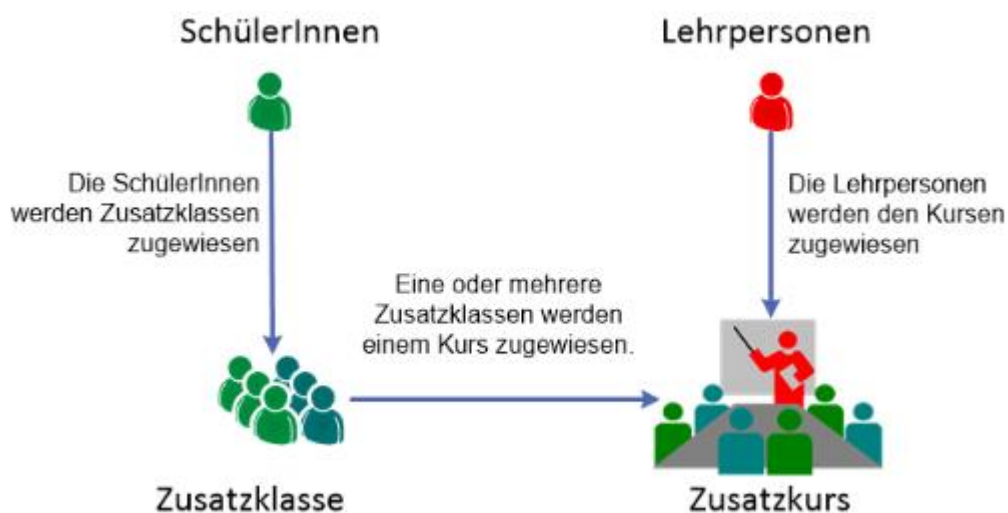 SchülerInnen
Lehrpersonen
Die SchülerInnen
werden Zusatzklassen
zugewiesen
Die Lehrpersonen
werden den Kursen
zugewiesen
Eine oder mehrere
Zusatzklassen werden
einem Kurs zugewiesen.
Zusatzklasse
Zusatzkurs